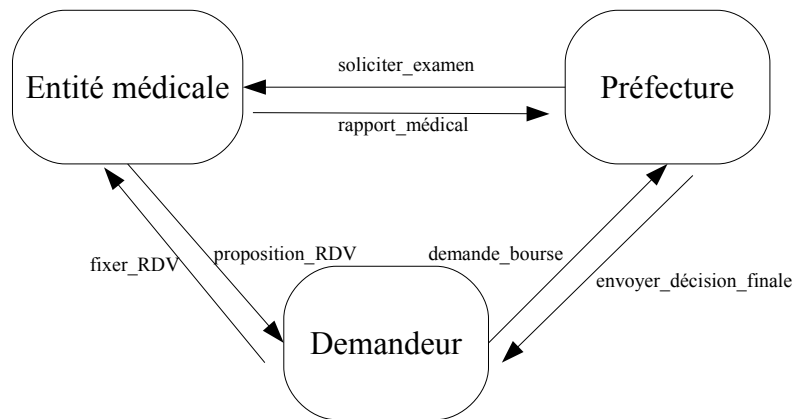 soliciter_examen
Entité médicale
Préfecture
rapport_médical
fixer_RDV
proposition_RDV
demande_bourse
envoyer_décision_finale
Demandeur